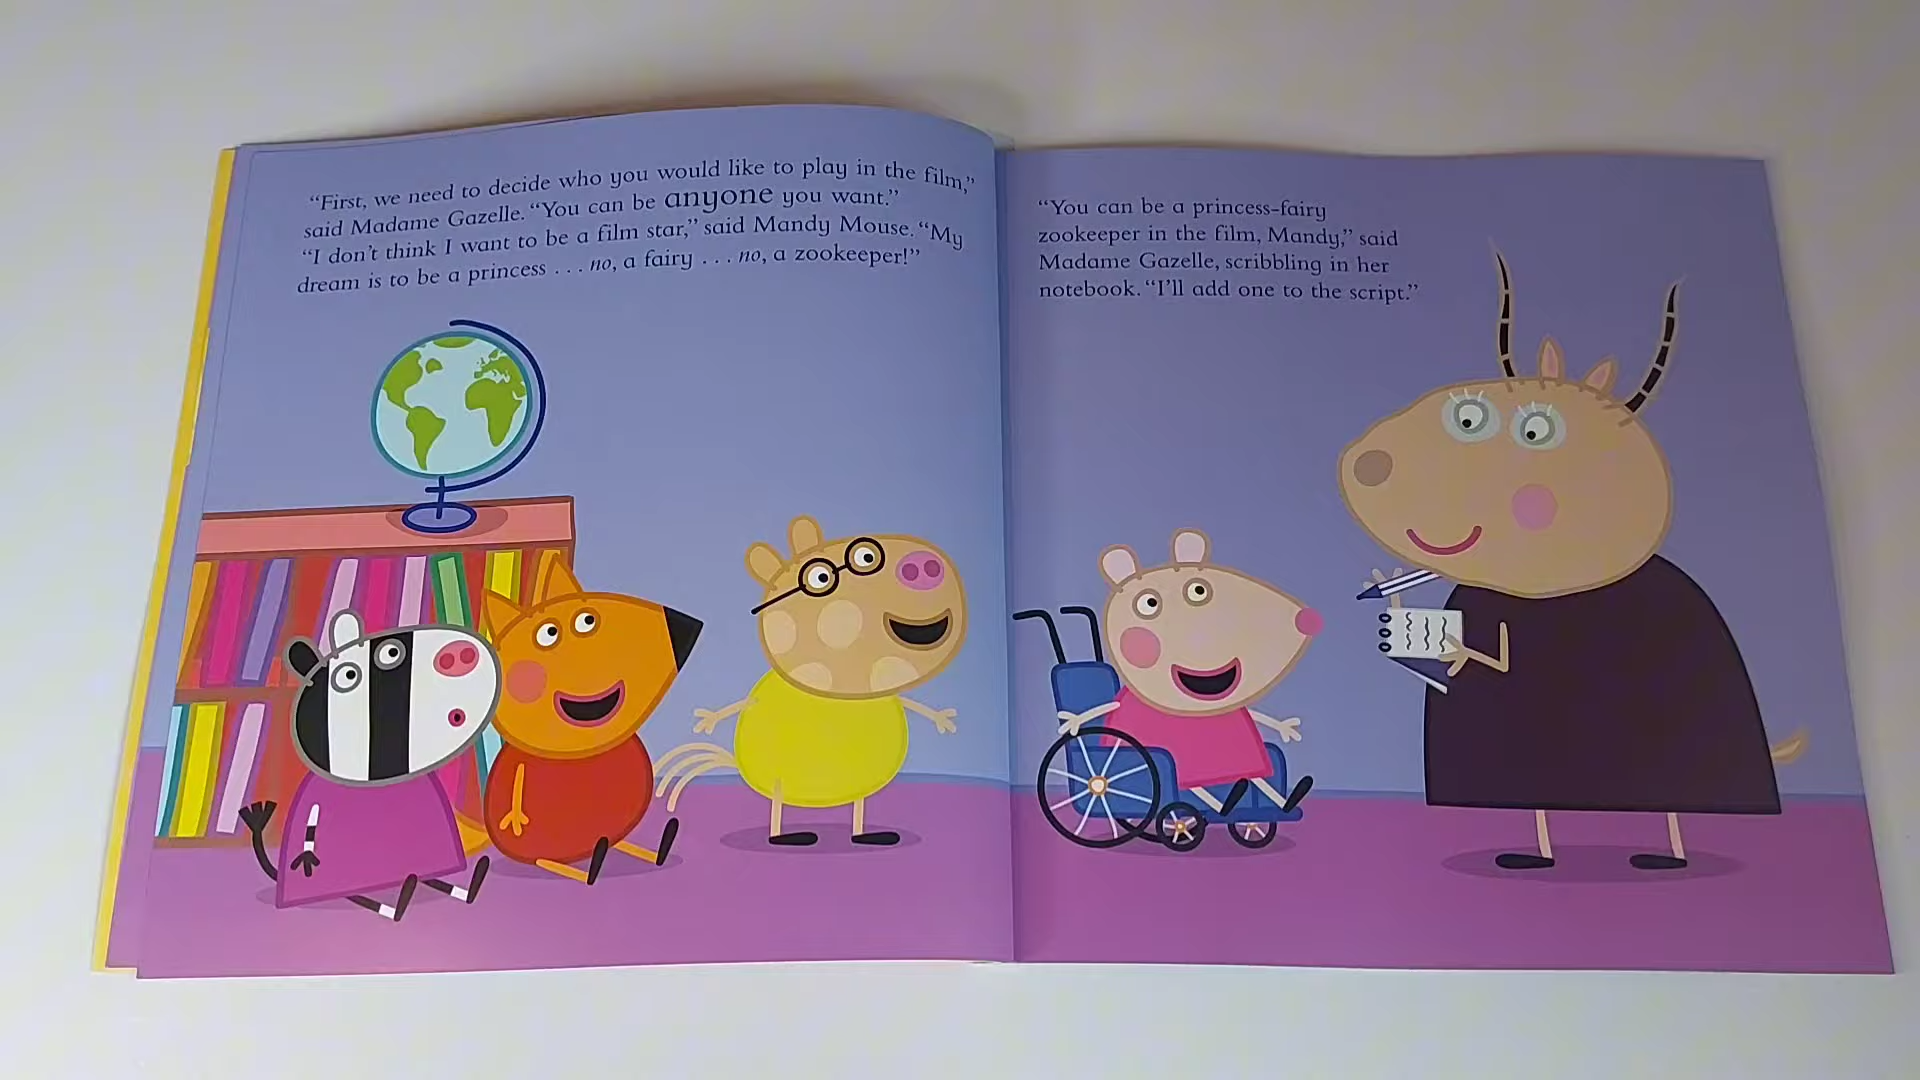 “First, we need to decide who you would like to play in the film,”
said Madame Gazelle. “You can be anyone you want.”
“I don’t think I want to be a film star,” said Mandy Mouse. “My
dream is to be a princess . . . no, a fairy . . . no, a zookeeper!”
“You can be a princess-fairy
zookeeper in the film, Mandy,” said
Madame Gazelle, scribbling in her
notebook. “I’ll add one to the script.”